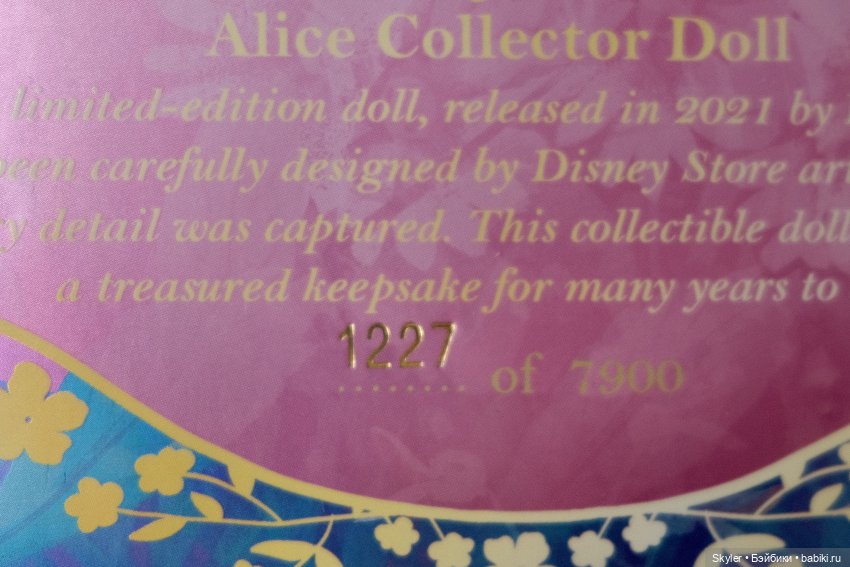 Alice Collector Doll
limited-edition doll, released in 2021 by
been carefully designed by Disney Store
detail was captured. This collectible doll
a treasured keepsake for many years to
1227 of 7900
Skyler • Бэйбики • babiki.ru